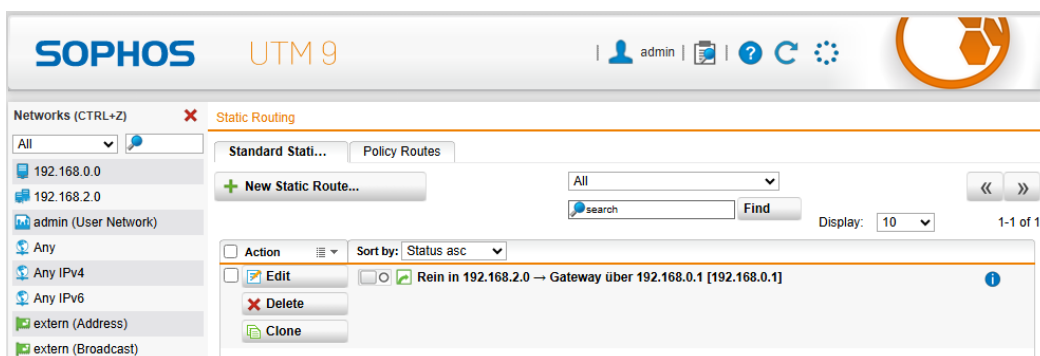 SOPHOS UTM 9 | admin | | ?
Networks (CTRL+Z)
All
192.168.0.0
192.168.2.0
admin (User Network)
Any
Any IPv4
Any IPv6
extern (Address)
extern (Broadcast)
Static Routing
Standard Stati... Policy Routes
New Static Route...
All
search Find
Display: 10 1-1 of 1
Action Sort by: Status asc
Edit Rein in 192.168.2.0 → Gateway über 192.168.0.1 [192.168.0.1]
Delete
Clone